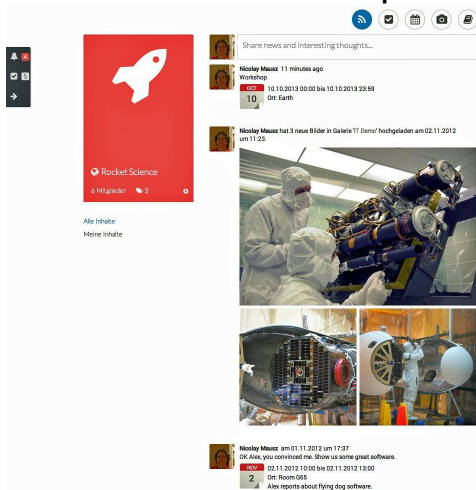 Share news and interesting thoughts...
4
5
Nicolay Mausz 11 minutes ago
Workshop
OCT
10
10.10.2013 00:00 bis 10.10.2013 23:59
Ort: Earth
Rocket Science
6 Mitglieder 3
Alle Inhalte
Meine Inhalte
Nicolay Mausz hat 3 neue Bilder in Galerie 'IT Demo' hochgeladen am 02.11.2012
um 11:23.
Nicolay Mausz am 01.11.2012 um 17:37
OK Alex, you convinced me. Show us some great software.
NOV
2
02.11.2012 10:00 bis 02.11.2012 13:00
Ort: Room G65
Alex reports about flying dog software.